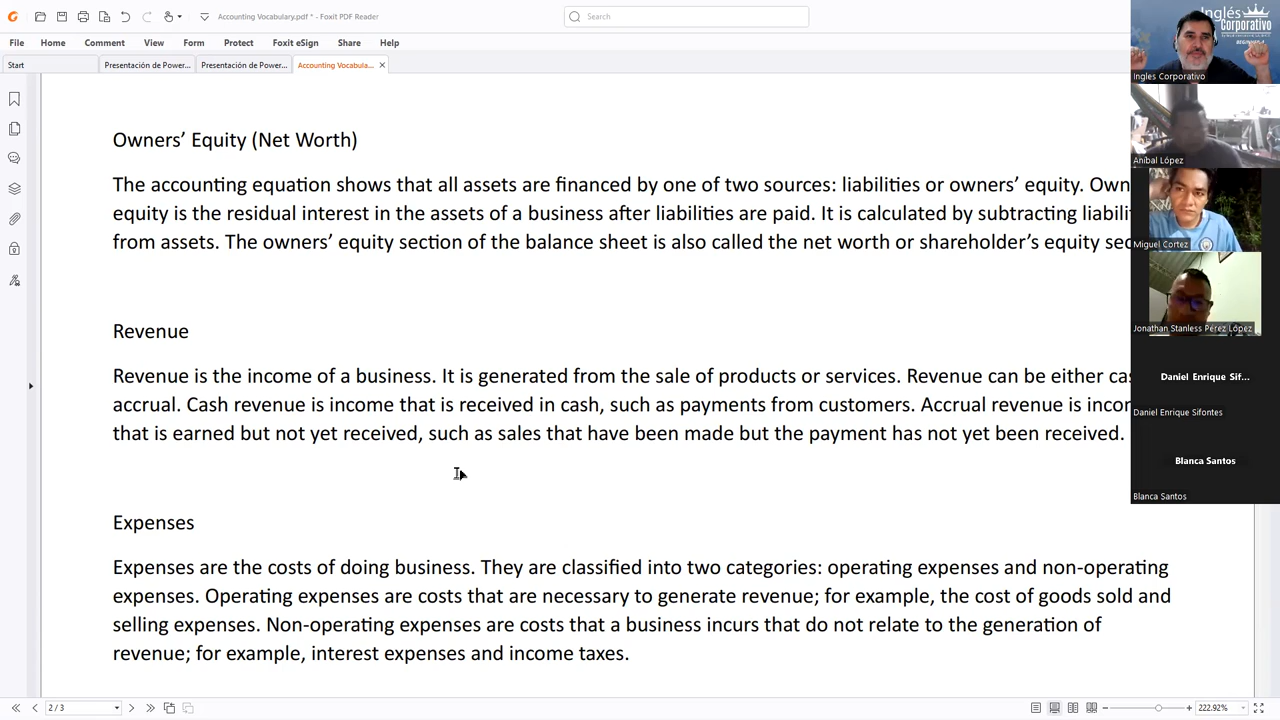 Accounting Vocabulary.pdf * - Foxit PDF Reader
Search
File Home Comment View Form Protect Foxit eSign Share Help
Start Presentación de Power... Presentación de Power... Accounting Vocabula...
Owners' Equity (Net Worth)
The accounting equation shows that all assets are financed by one of two sources: liabilities or owners' equity. Own
equity is the residual interest in the assets of a business after liabilities are paid. It is calculated by subtracting liabili
from assets. The owners' equity section of the balance sheet is also called the net worth or shareholder's equity sec
Revenue
Revenue is the income of a business. It is generated from the sale of products or services. Revenue can be either cas
accrual. Cash revenue is income that is received in cash, such as payments from customers. Accrual revenue is incor
that is earned but not yet received, such as sales that have been made but the payment has not yet been received.
Expenses
Expenses are the costs of doing business. They are classified into two categories: operating expenses and non-operating
expenses. Operating expenses are costs that are necessary to generate revenue; for example, the cost of goods sold and
selling expenses. Non-operating expenses are costs that a business incurs that do not relate to the generation of
revenue; for example, interest expenses and income taxes.
2 / 3
222.92%
Inglés
Corporativo
Ingles Corporativo
Aníbal López
Miguel Cortez
Jonathan Stanless Pérez López
Daniel Enrique Sif...
Daniel Enrique Sifontes
Blanca Santos
Blanca Santos